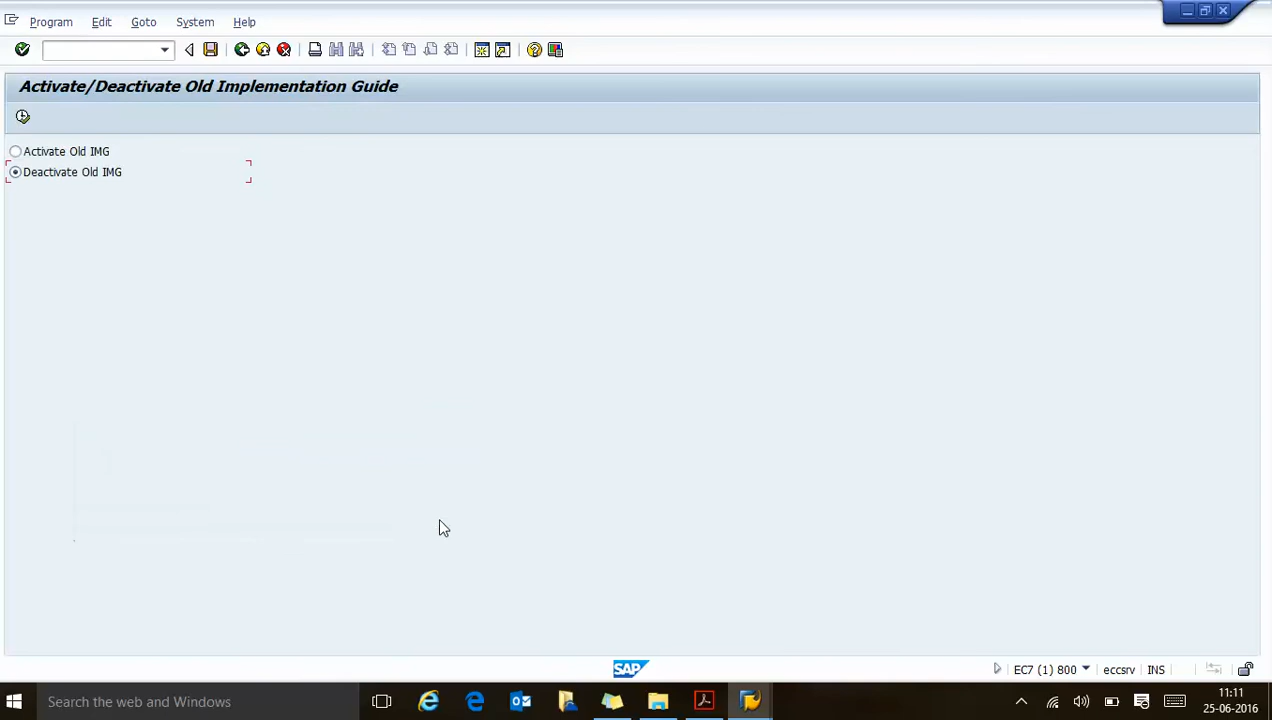 Program Edit Goto System Help
Activate/Deactivate Old Implementation Guide
Activate Old IMG
Deactivate Old IMG
SAP
EC7 (1) 800 eccsrv INS
Search the web and Windows
11:11
25-06-2016